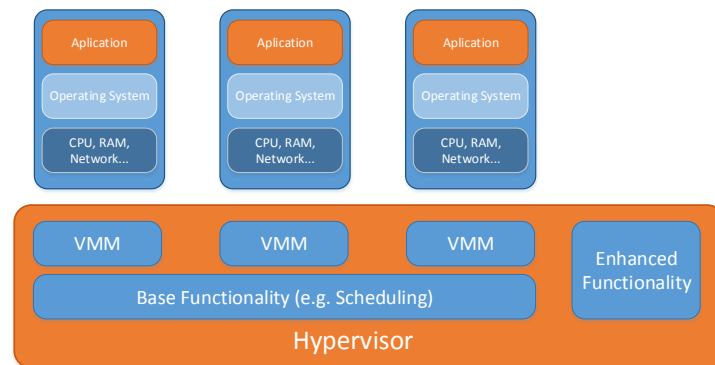 Aplication
Aplication
Aplication
Operating System
Operating System
Operating System
CPU, RAM,
Network...
CPU, RAM,
Network...
CPU, RAM,
Network...
VMM
VMM
VMM
Enhanced
Functionality
Base Functionality (e.g. Scheduling)
Hypervisor